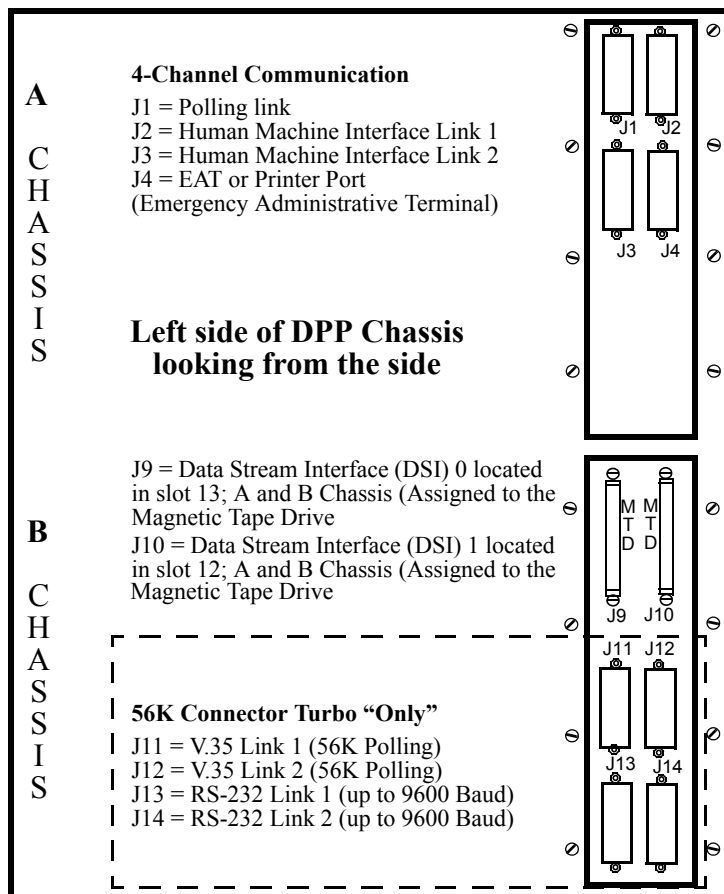 A
CHASSIS
4-Channel Communication
J1 = Polling link
J2 = Human Machine Interface Link 1
J3 = Human Machine Interface Link 2
J4 = EAT or Printer Port
(Emergency Administrative Terminal)
J1 J2
J3 J4
Left side of DPP Chassis
looking from the side
B
CHASSIS
J9 = Data Stream Interface (DSI) 0 located
in slot 13; A and B Chassis (Assigned to the
Magnetic Tape Drive
J10 = Data Stream Interface (DSI) 1 located
in slot 12; A and B Chassis (Assigned to the
Magnetic Tape Drive
MTD MTD
J9 J10
J11 J12
56K Connector Turbo “Only”
J11 = V.35 Link 1 (56K Polling)
J12 = V.35 Link 2 (56K Polling)
J13 = RS-232 Link 1 (up to 9600 Baud)
J14 = RS-232 Link 2 (up to 9600 Baud)
J13 J14